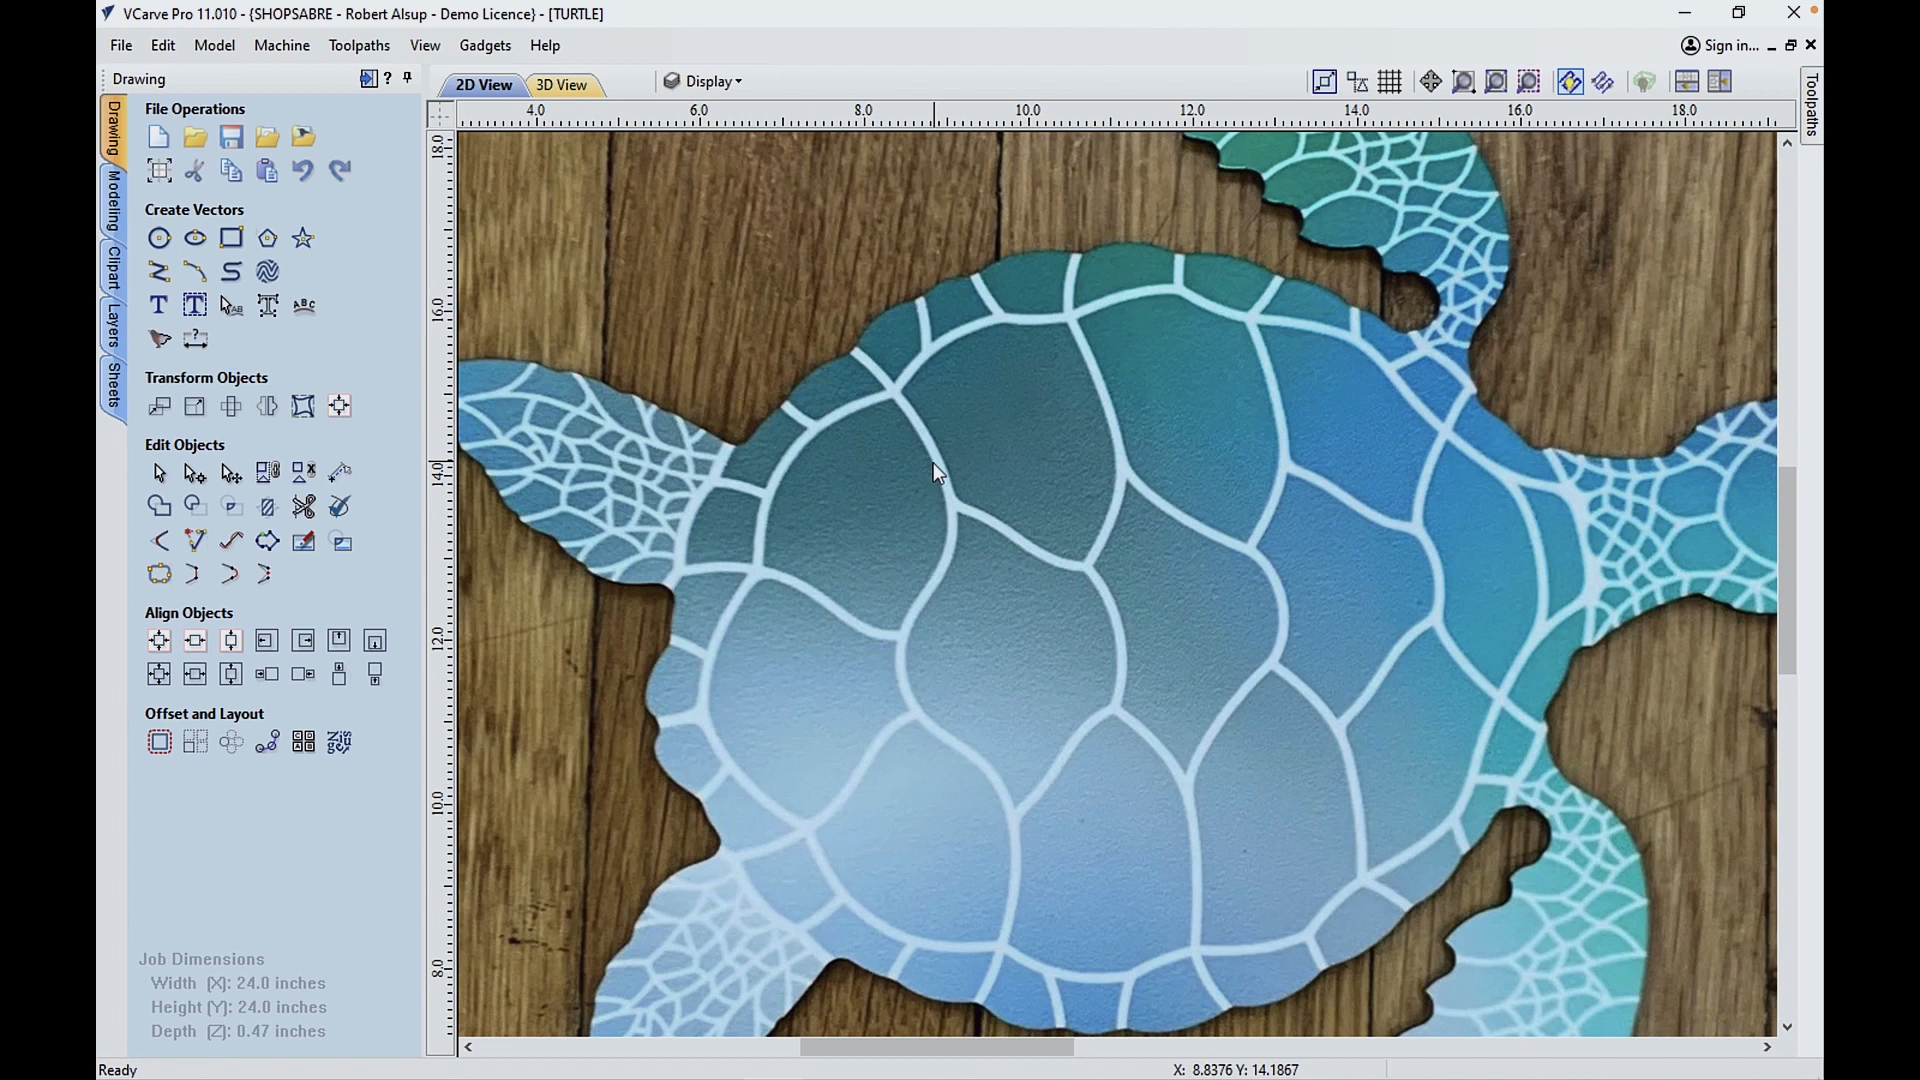 VCarve Pro 11.010 - {SHOPSABRE - Robert Alsup - Demo Licence} - [TURTLE]
File Edit Model Machine Toolpaths View Gadgets Help
Sign in...
Drawing
2D View 3D View Display
Toolpaths
Drawing
Modeling
Clipart
Layers
Sheets
File Operations
Create Vectors
Transform Objects
Edit Objects
Align Objects
Offset and Layout
4.0 6.0 8.0 10.0 12.0 14.0 16.0 18.0
18.0
16.0
14.0
12.0
10.0
8.0
Job Dimensions
Width (X): 24.0 inches
Height (Y): 24.0 inches
Depth (Z): 0.47 inches
Ready
X: 8.8376 Y: 14.1867